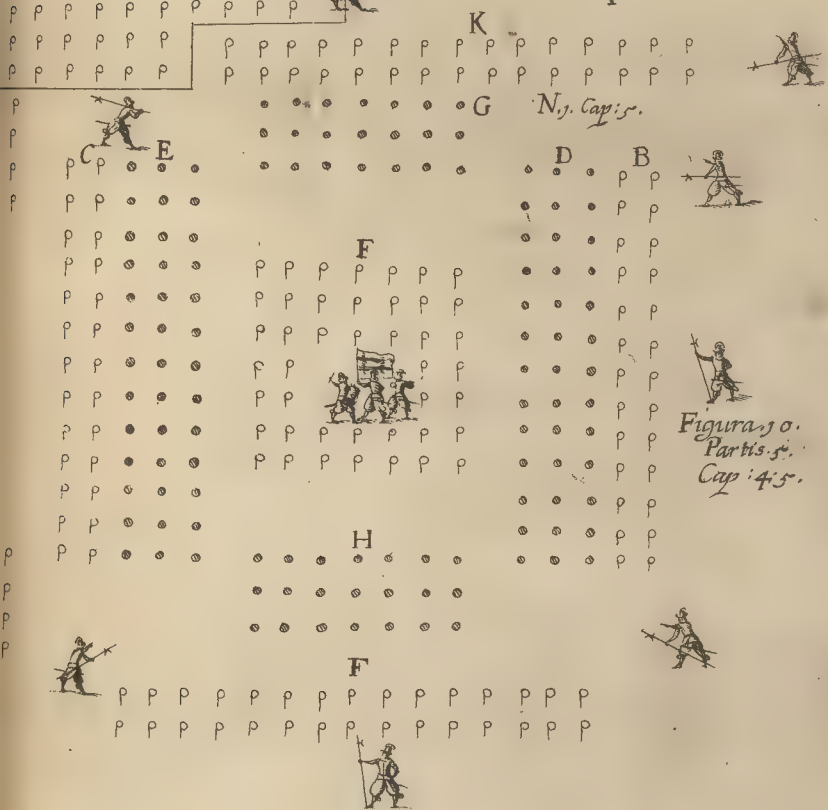 K
G N.1. Cap:5.
C E D B
F
Figura.10.
Partis.5.
Cap:4:5.
H
F